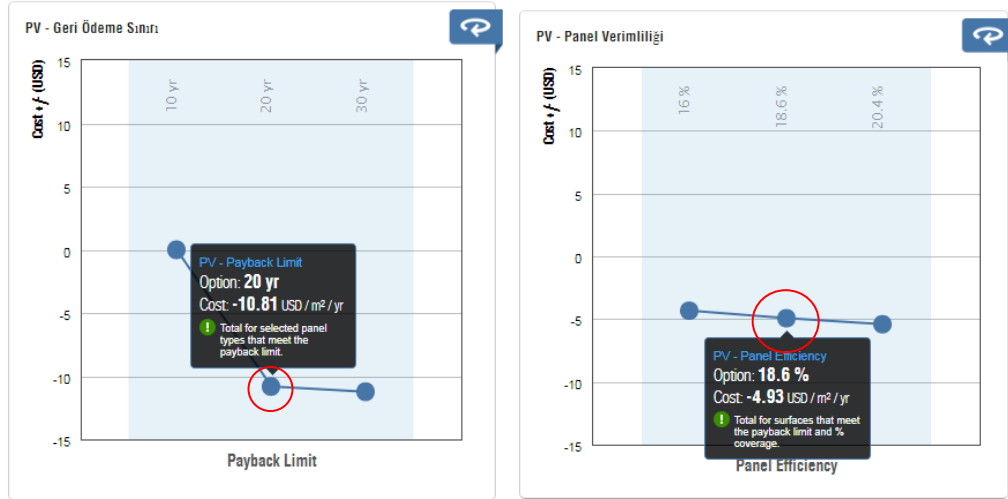 PV - Geri Ödeme Sınırı
Cost ⁄ (USD)
15
10
5
0
-5
-10
-15
10 yr
20 yr
30 yr
PV - Payback Limit
Option: 20 yr
Cost: -10.81 USD / m² / yr
! Total for selected panel
types that meet the
payback limit.
Payback Limit
PV - Panel Verimliliği
Cost ⁄ (USD)
15
10
5
0
-5
-10
-15
16 %
18.6 %
20.4 %
PV - Panel Efficiency
Option: 18.6 %
Cost: -4.93 USD / m² / yr
! Total for surfaces that meet
the payback limit and %
coverage.
Panel Efficiency